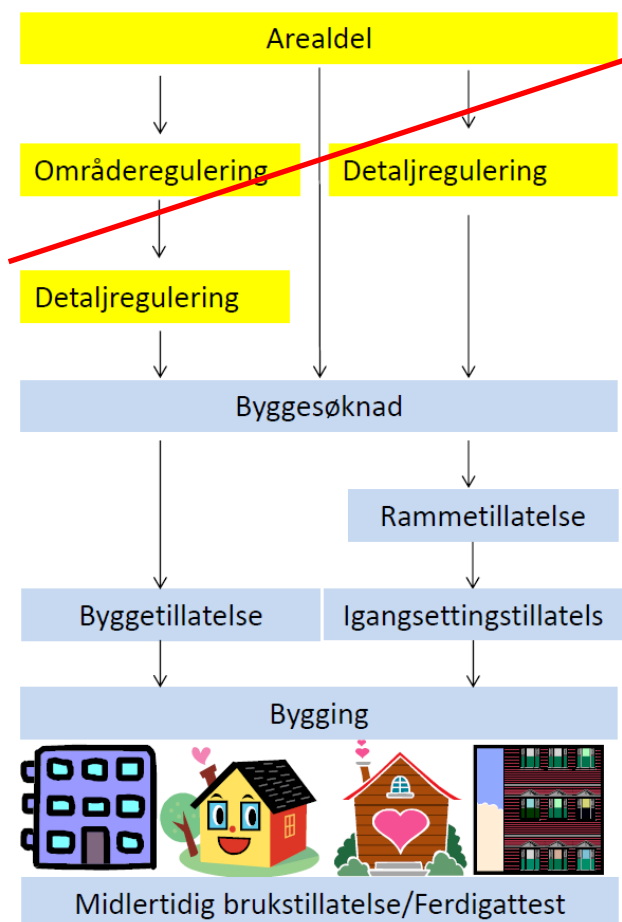 Arealdel
Områderegulering
Detaljregulering
Detaljregulering
Byggesøknad
Rammetillatelse
Byggetillatelse
Igangsettingstillatels
Bygging
Midlertidig brukstillatelse/Ferdigattest